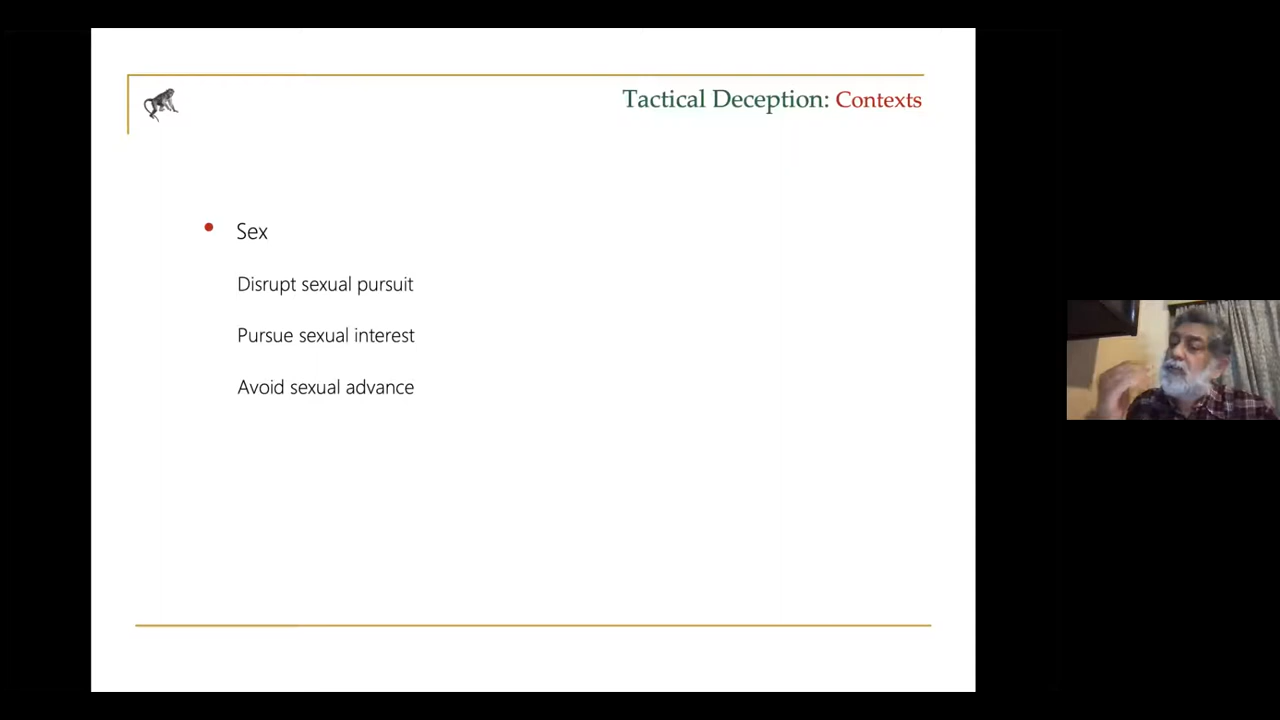 Tactical Deception: Contexts
• Sex
Disrupt sexual pursuit
Pursue sexual interest
Avoid sexual advance